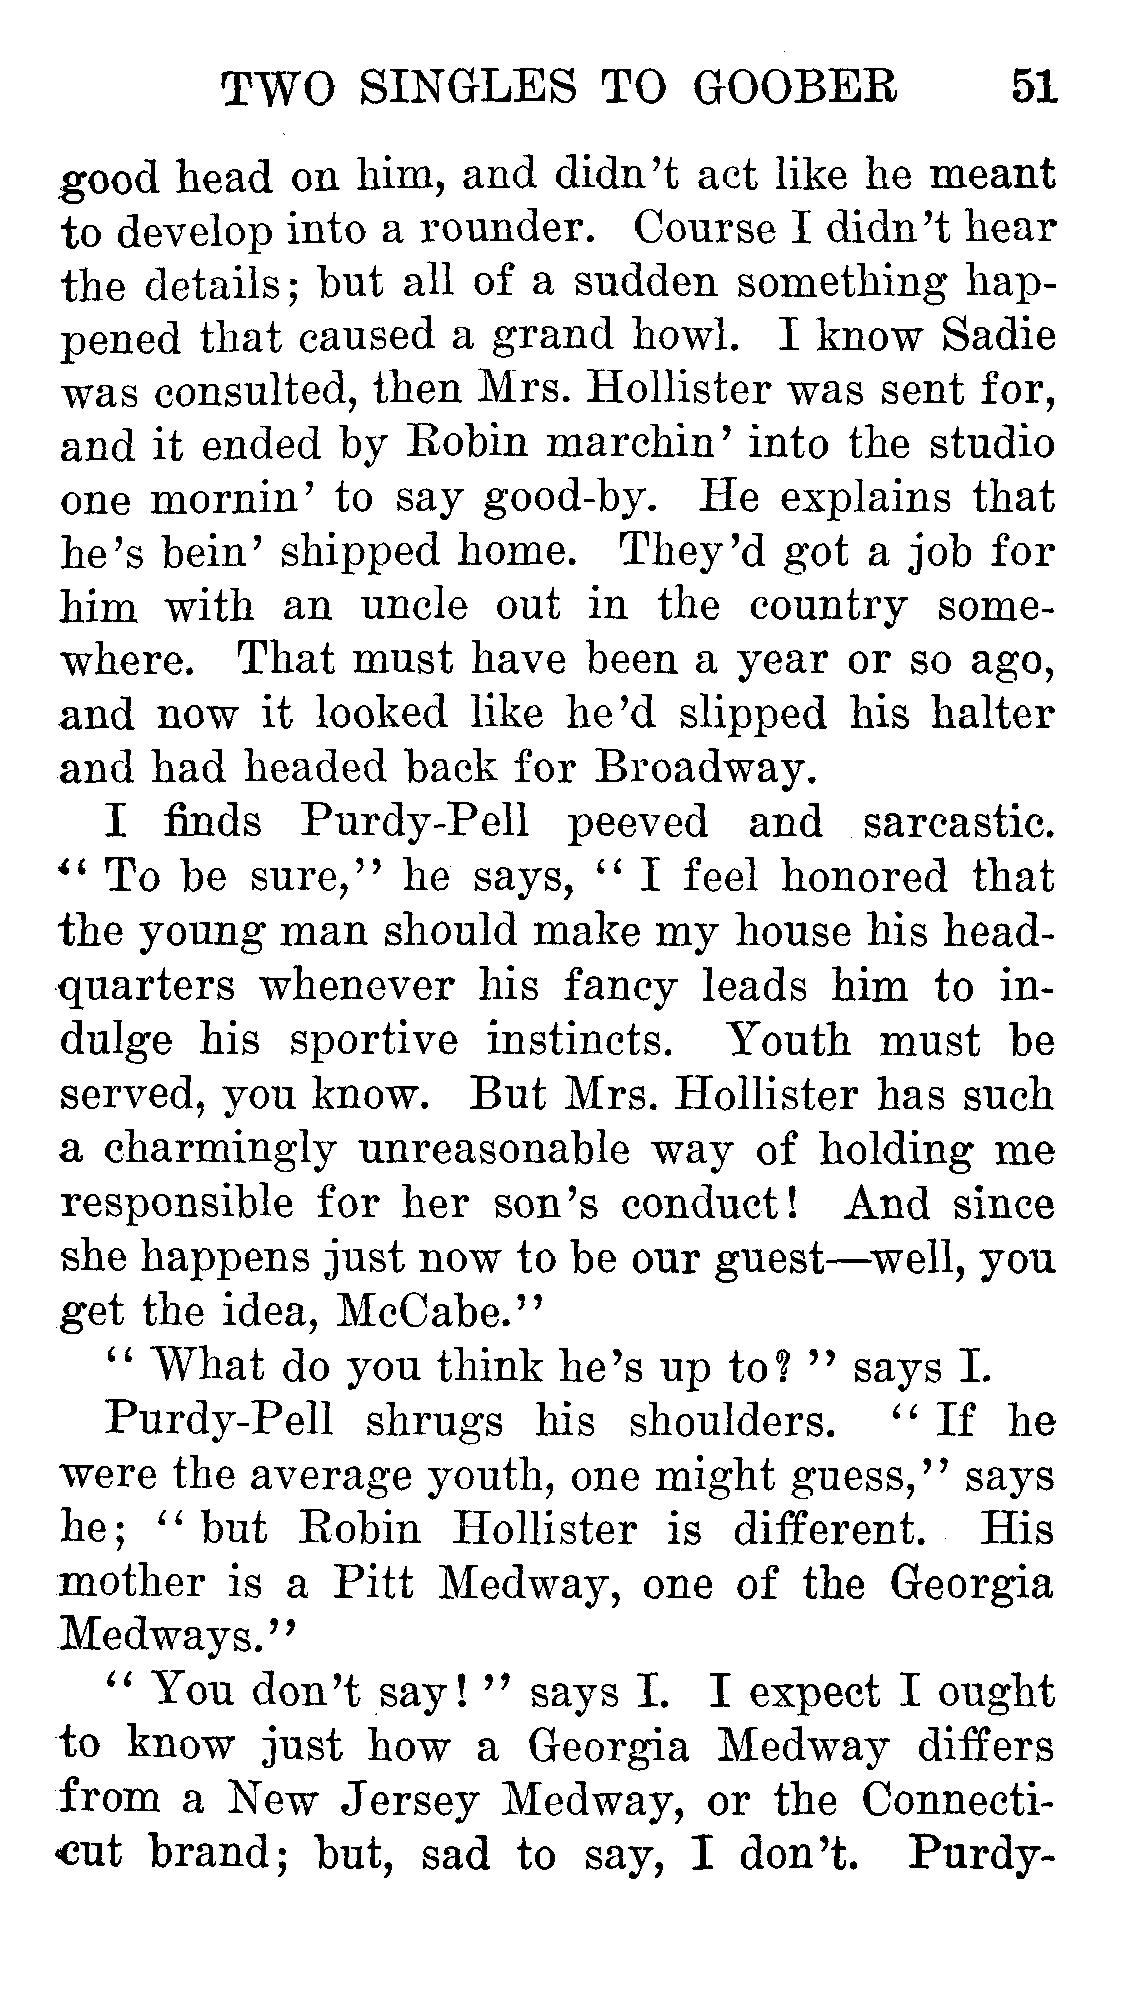 TWO SINGLES TO GOOBER 51
good head on him, and didn't act like he meant
to develop into a rounder. Course I didn't hear
the details; but all of a sudden something hap-
pened that caused a grand howl. I know Sadie
was consulted, then Mrs. Hollister was sent for,
and it ended by Robin marchin' into the studio
one mornin' to say good-by. He explains that
he's bein' shipped home. They'd got a job for
him with an uncle out in the country some-
where. That must have been a year or so ago,
and now it looked like he'd slipped his halter
and had headed back for Broadway.
I finds Purdy-Pell peeved and sarcastic.
“ To be sure,” he says, “ I feel honored that
the young man should make my house his head-
quarters whenever his fancy leads him to in-
dulge his sportive instincts. Youth must be
served, you know. But Mrs. Hollister has such
a charmingly unreasonable way of holding me
responsible for her son's conduct! And since
she happens just now to be our guest—well, you
get the idea, McCabe.”
“ What do you think he's up to? ” says I.
Purdy-Pell shrugs his shoulders. “ If he
were the average youth, one might guess,” says
he; “ but Robin Hollister is different. His
mother is a Pitt Medway, one of the Georgia
Medways.”
“ You don't say! ” says I. I expect I ought
to know just how a Georgia Medway differs
from a New Jersey Medway, or the Connecti-
cut brand; but, sad to say, I don't. Purdy-